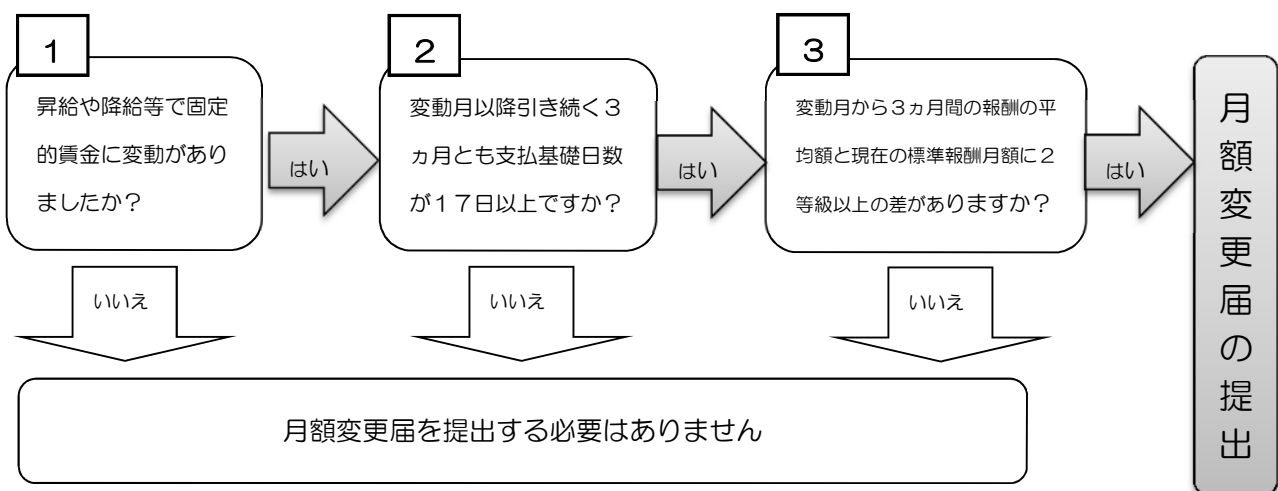 1
昇給や降給等で固定
的賃金に変動があり
ましたか?
はい
2
変動月以降引き続く3
ヵ月とも支払基礎日数
が17日以上ですか?
はい
3
変動月から3ヵ月間の報酬の平
均額と現在の標準報酬月額に2
等級以上の差がありますか?
はい
月額変更届の提出
いいえ
いいえ
いいえ
月額変更届を提出する必要はありません